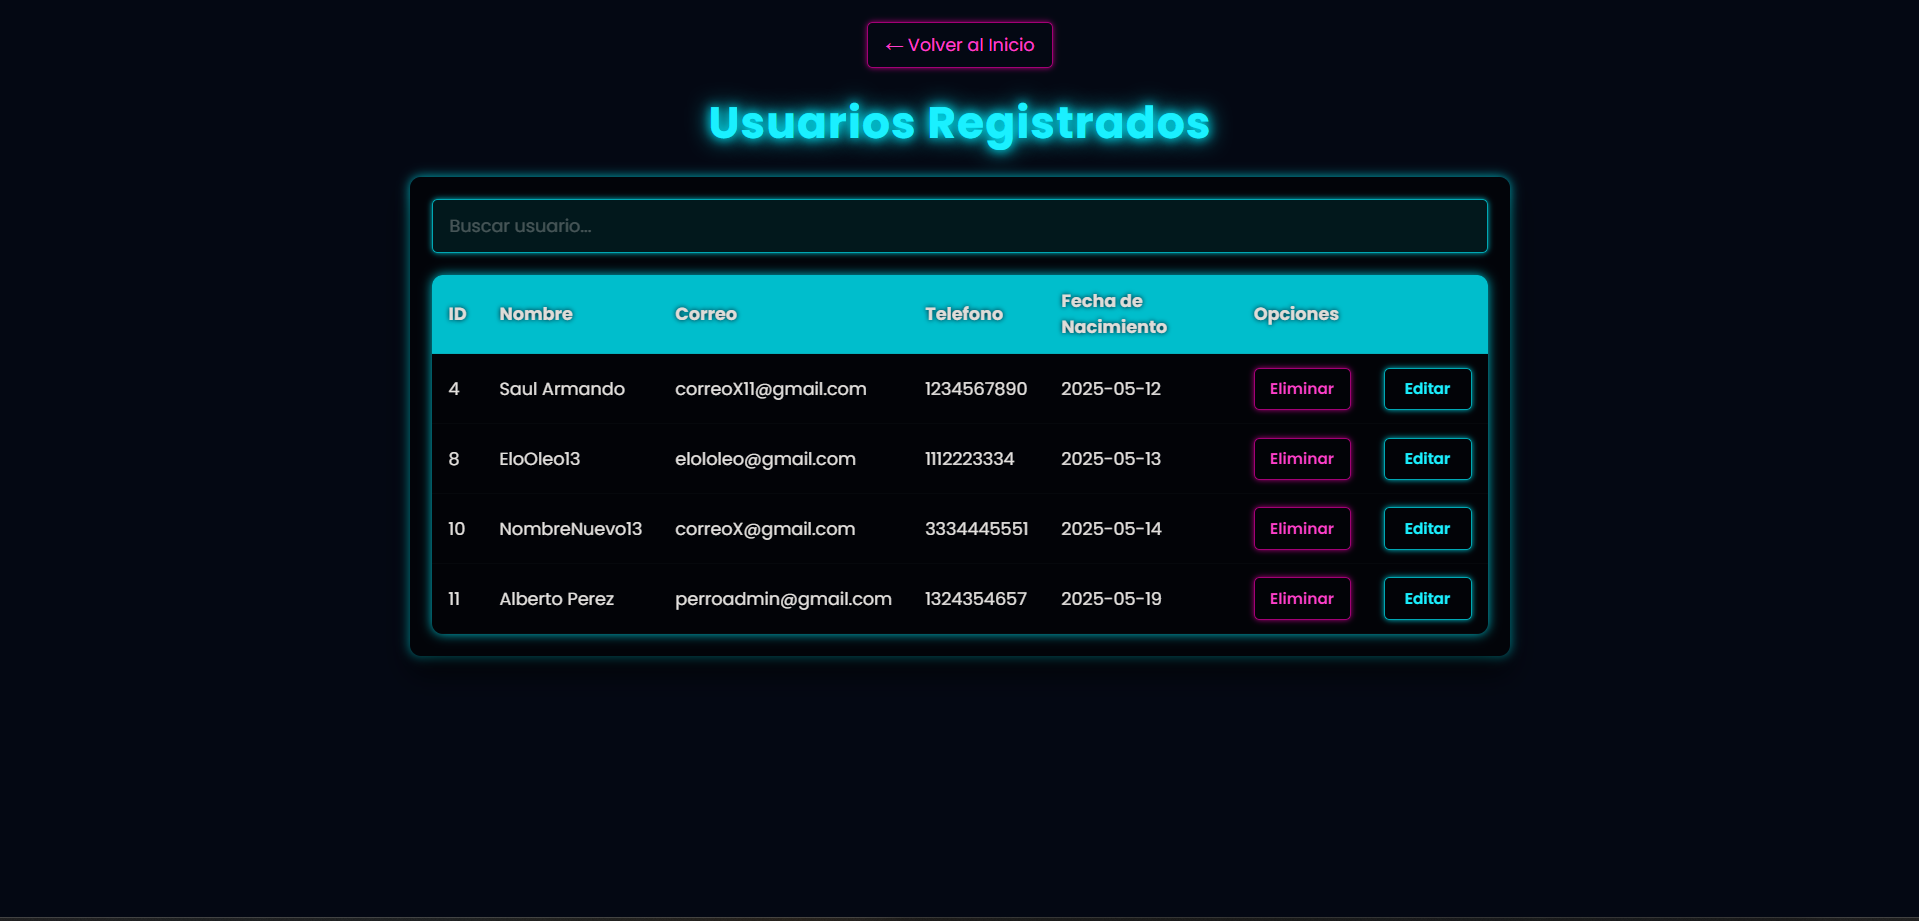 ← Volver al Inicio
Usuarios Registrados
Buscar usuario...
ID Nombre Correo Telefono Fecha de Nacimiento Opciones
4 Saul Armando correoX11@gmail.com 1234567890 2025-05-12 Eliminar Editar
8 EloOleo13 elololeo@gmail.com 1112223334 2025-05-13 Eliminar Editar
10 NombreNuevo13 correoX@gmail.com 3334445551 2025-05-14 Eliminar Editar
11 Alberto Perez perroadmin@gmail.com 1324354657 2025-05-19 Eliminar Editar